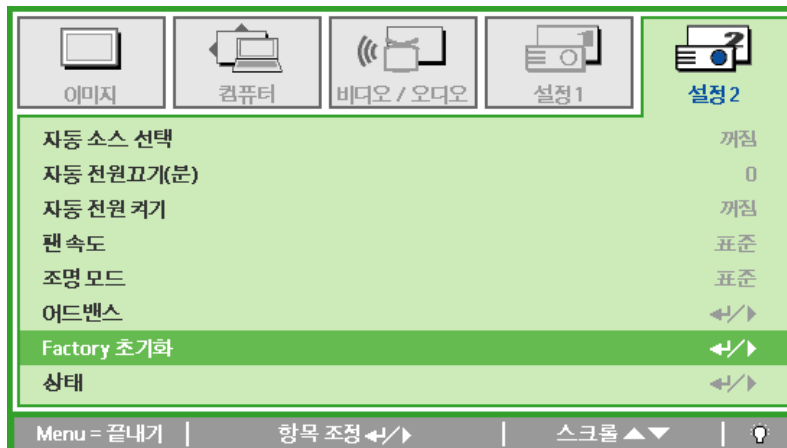 이미지 컴퓨터 비디오 / 오디오 설정 1 설정 2
자동 소스 선택 꺼짐
자동 전원끄기(분) 0
자동 전원 켜기 꺼짐
팬 속도 표준
조명 모드 표준
어드밴스
Factory 초기화
상태
Menu = 끝내기 항목 조정 스크롤